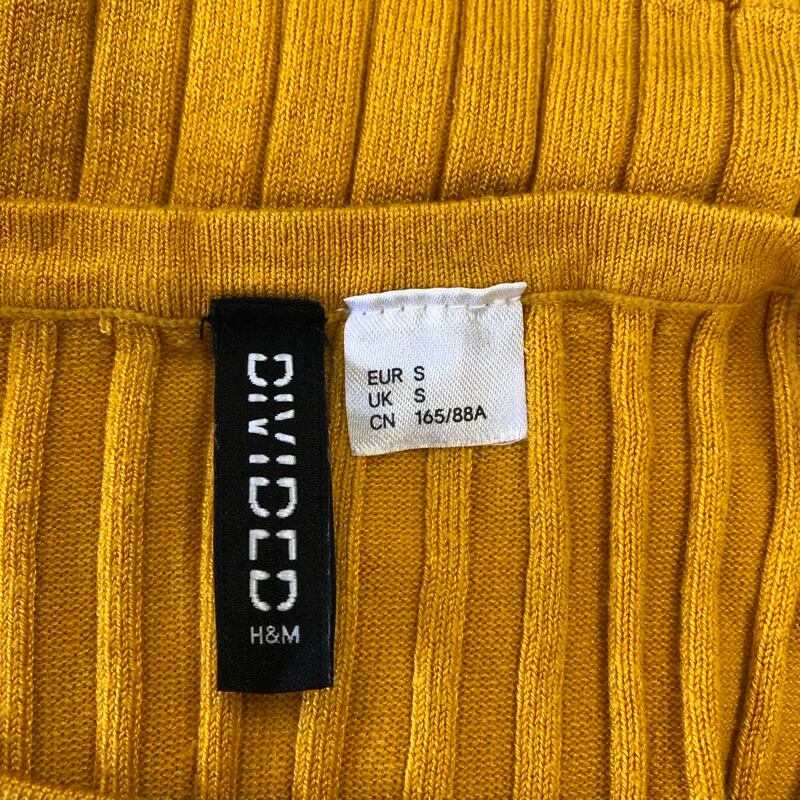 DIVIDED
H&M
EUR S
UK S
CN 165/88A